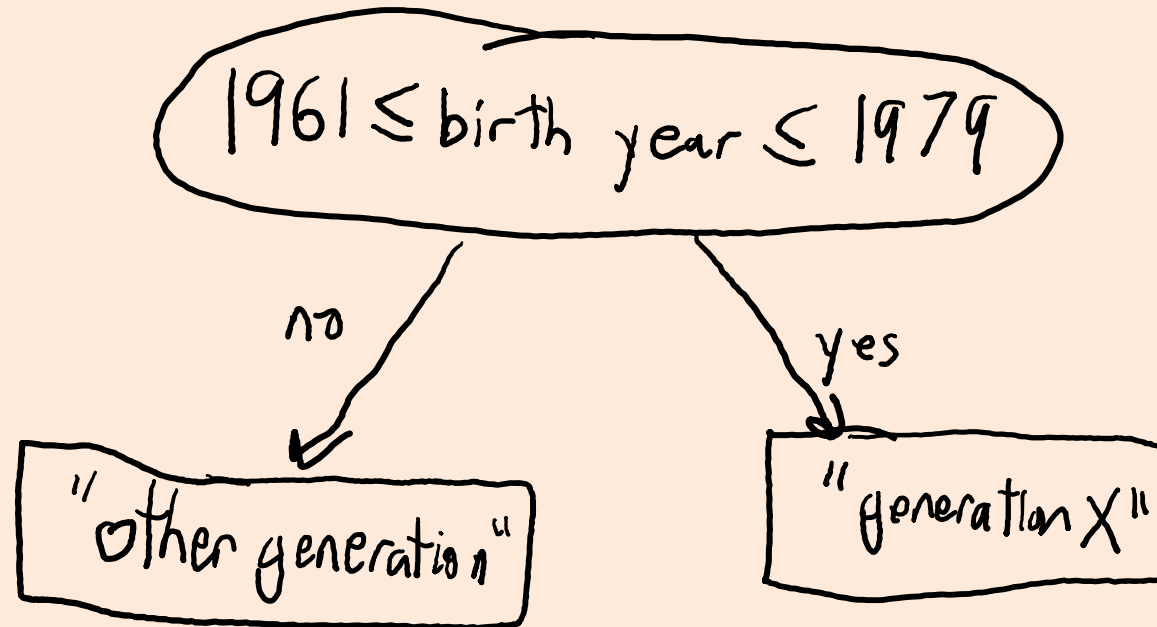 1961 ≤ birth year ≤ 1979
no
yes
"other generation"
"generation X"